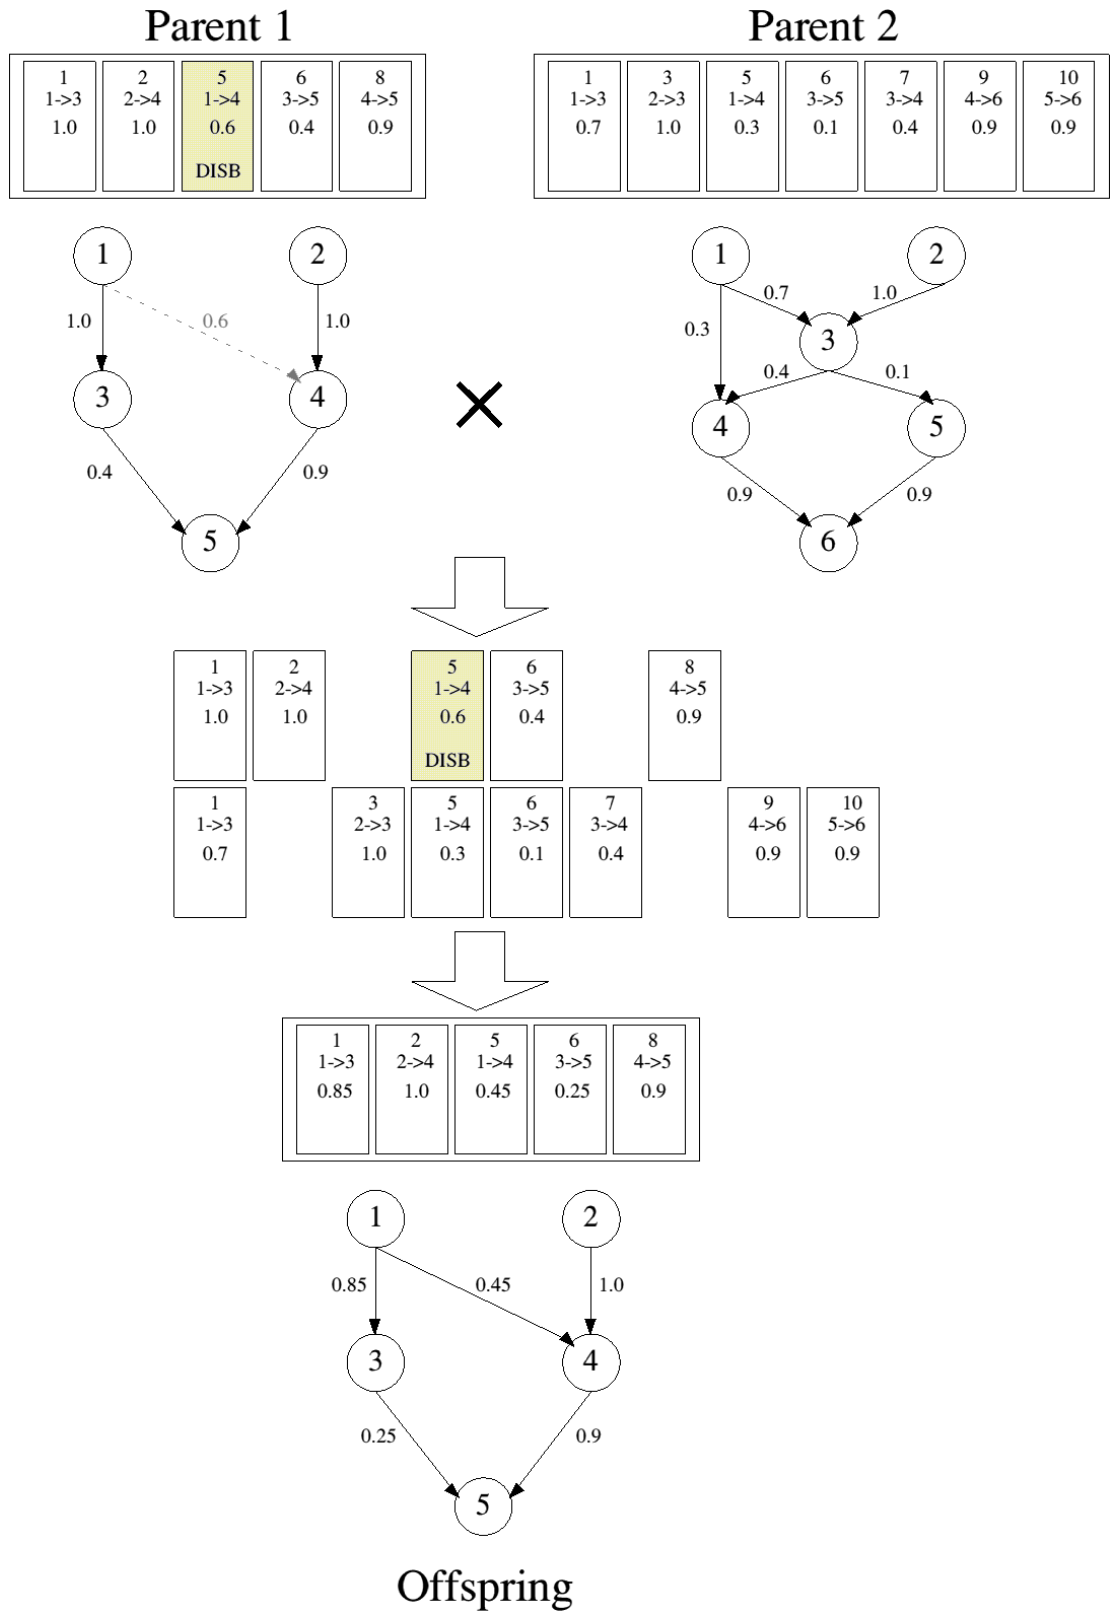 Parent 1 Parent 2
1 2 5 6 8 1 3 5 6 7 9 10
1->3 2->4 1->4 3->5 4->5 1->3 2->3 1->4 3->5 3->4 4->6 5->6
1.0 1.0 0.6 0.4 0.9 0.7 1.0 0.3 0.1 0.4 0.9 0.9
DISB
1 2 1 2
0.7 1.0
1.0 0.6 1.0 0.3
3
0.4 0.1
3 4 4 5
0.4 0.9
0.9 0.9
5 6
1 2 5 6 8
1->3 2->4 1->4 3->5 4->5
1.0 1.0 0.6 0.4 0.9
DISB
1 3 5 6 7 9 10
1->3 2->3 1->4 3->5 3->4 4->6 5->6
0.7 1.0 0.3 0.1 0.4 0.9 0.9
1 2 5 6 8
1->3 2->4 1->4 3->5 4->5
0.85 1.0 0.45 0.25 0.9
1 2
0.85 0.45 1.0
3 4
0.25 0.9
5
Offspring